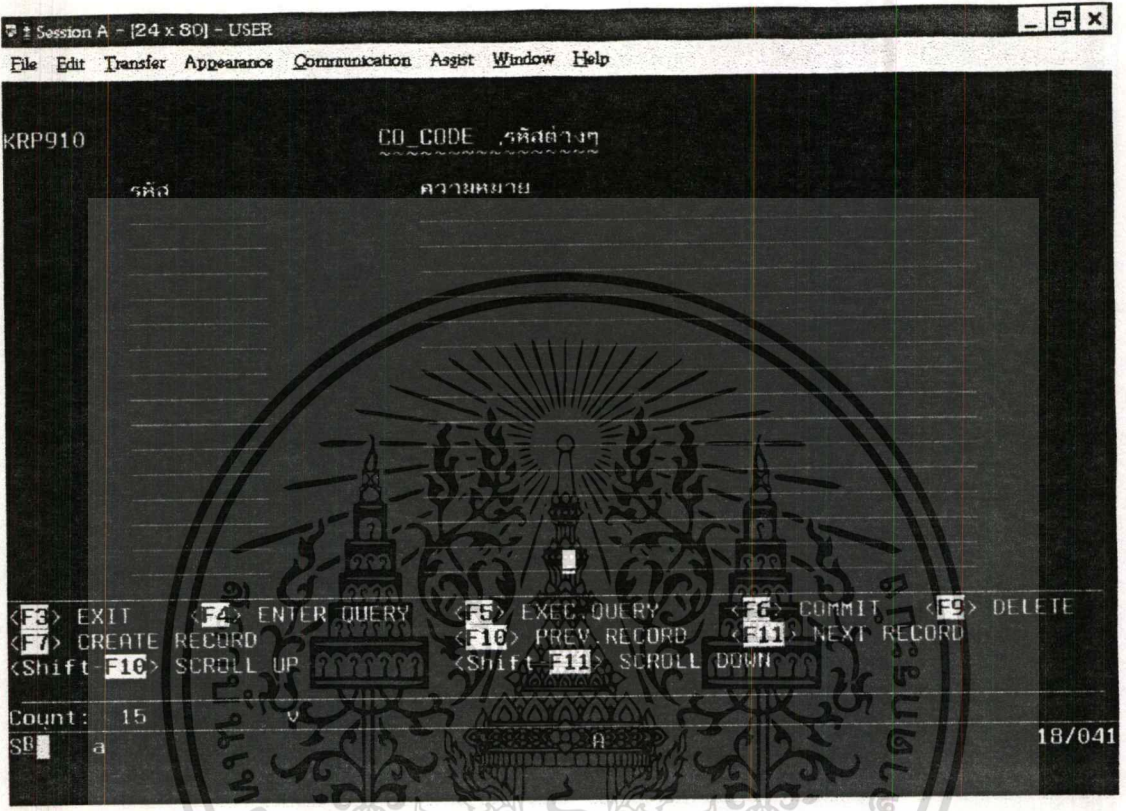 Session A - [24 x 80] - USER
File Edit Transfer Appearance Communication Assist Window Help
KRP910 CO_CODE ,รหัสต่างๆ
รหัส ความหมาย
<F3> EXIT <F4> ENTER QUERY <F5> EXEC QUERY <F6> COMMIT <F9> DELETE
<F7> CREATE RECORD <F10> PREV RECORD <F11> NEXT RECORD
<Shift-F10> SCROLL UP <Shift-F11> SCROLL DOWN
Count: 15 v
SB a A 18/041